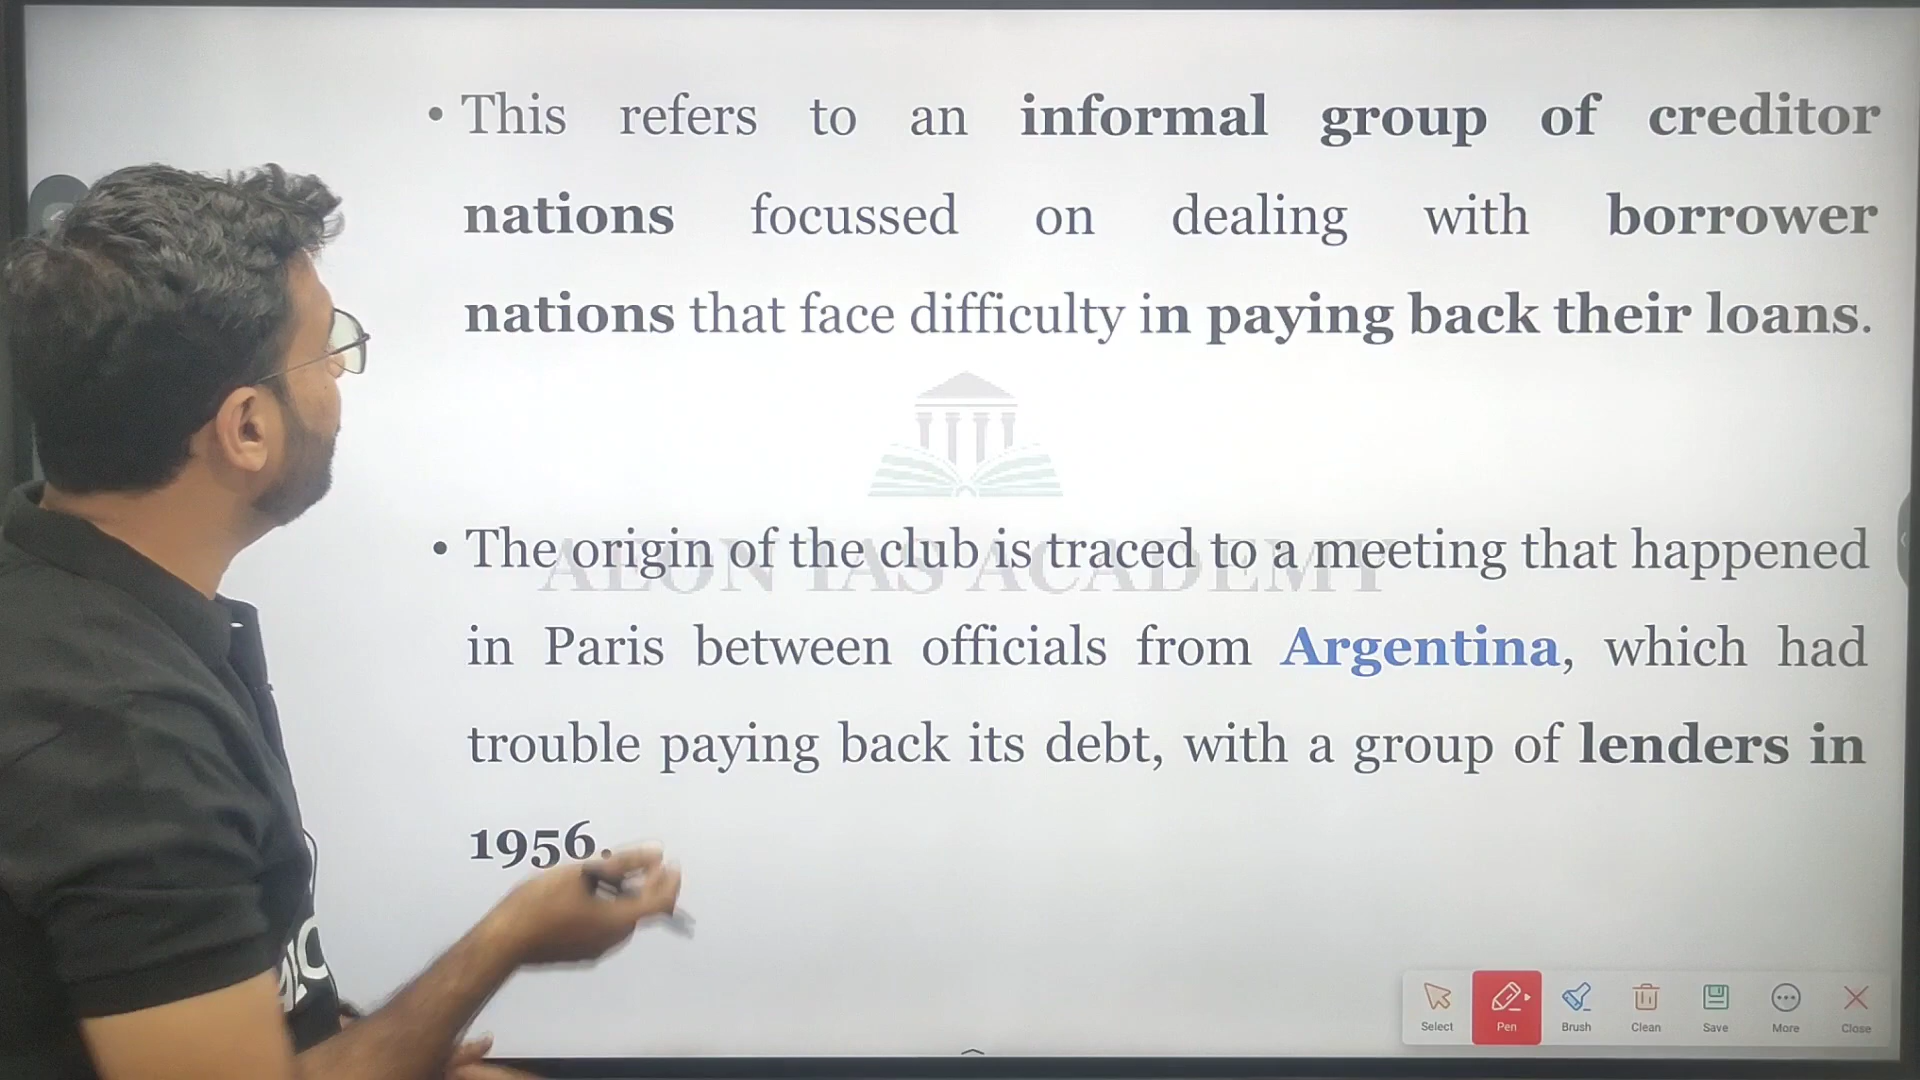 • This refers to an informal group of creditor
nations focussed on dealing with borrower
nations that face difficulty in paying back their loans.
• The origin of the club is traced to a meeting that happened
AEON IAS ACADEMY
in Paris between officials from Argentina, which had
trouble paying back its debt, with a group of lenders in
1956.
Select Pen Brush Clean Save More Close